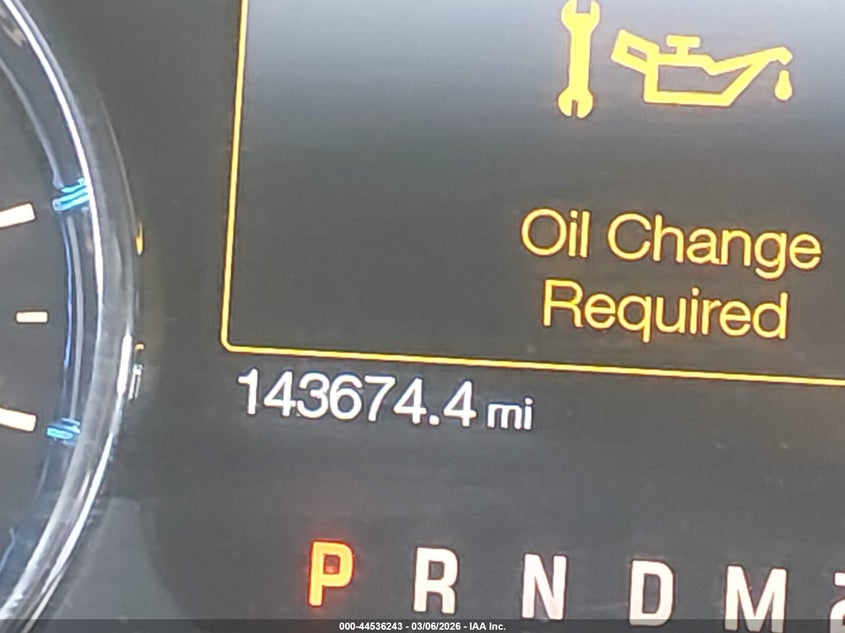 Oil Change
Required
143674.4 mi
P R N D M
000-44536243 - 03/06/2026 - IAA Inc.